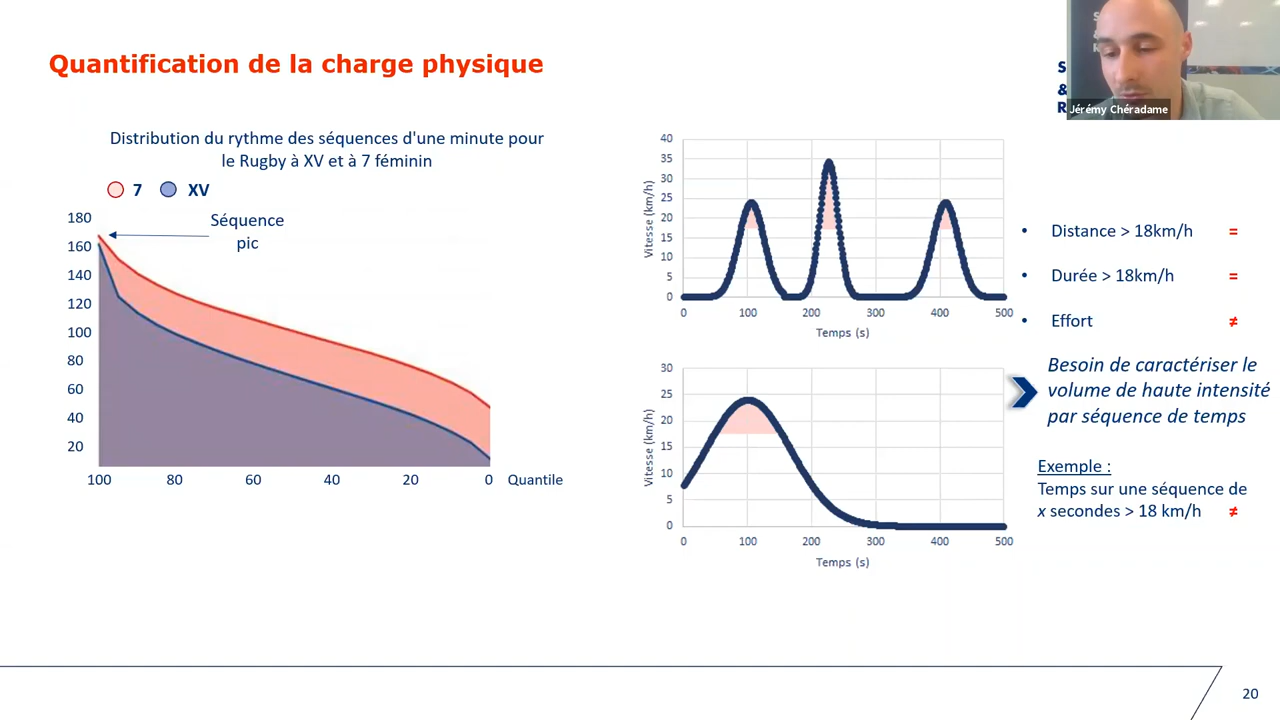 Quantification de la charge physique
S
&
R
Jérémy Chéradame
Distribution du rythme des séquences d'une minute pour
le Rugby à XV et à 7 féminin
7 XV
Séquence
pic
180
160
140
120
100
80
60
40
20
100 80 60 40 20 0 Quantile
40
35
30
25
20
15
10
5
0
Vitesse (km/h)
0 100 200 300 400 500
Temps (s)
30
25
20
15
10
5
0
Vitesse (km/h)
0 100 200 300 400 500
Temps (s)
• Distance > 18km/h =
• Durée > 18km/h =
• Effort ≠
Besoin de caractériser le
volume de haute intensité
par séquence de temps
Exemple :
Temps sur une séquence de
x secondes > 18 km/h ≠
20